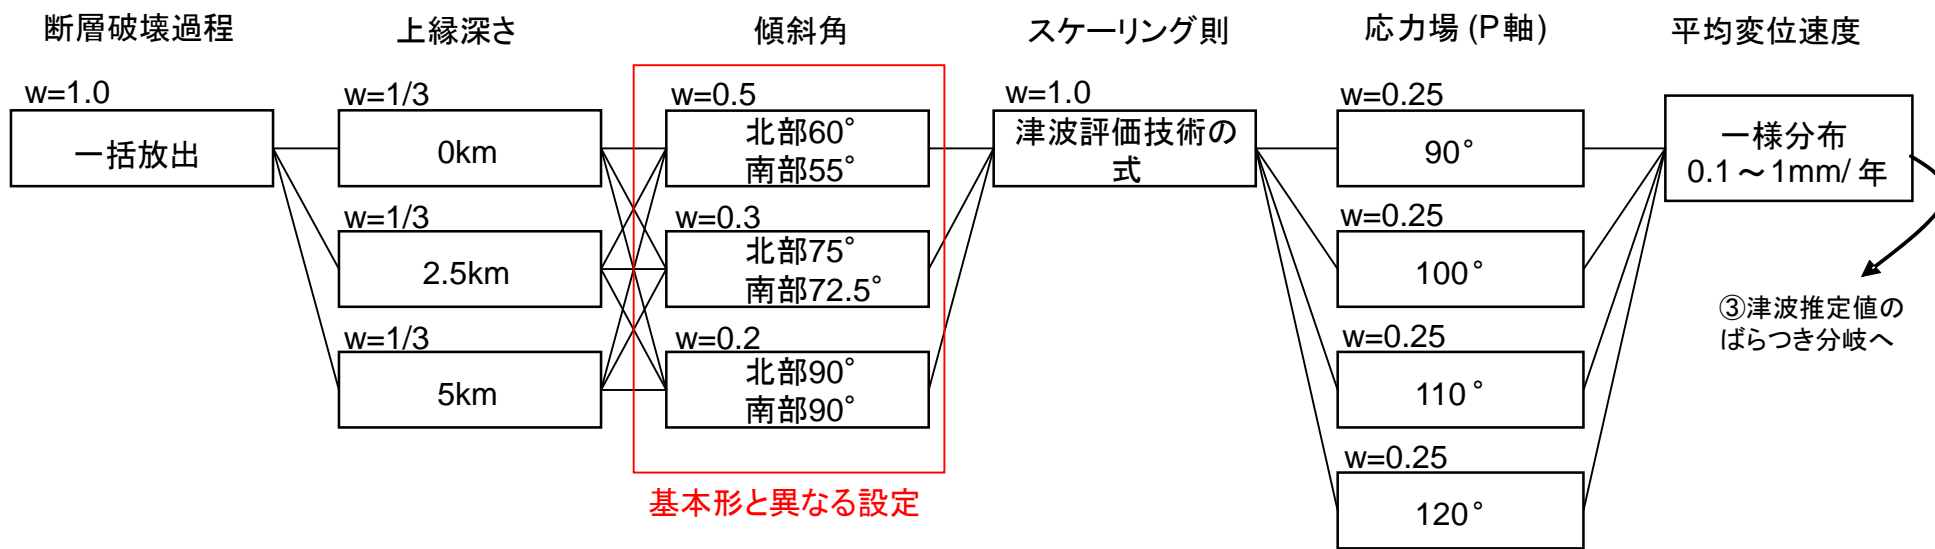 断層破壊過程
上縁深さ
傾斜角
スケーリング則
応力場 (P軸)
平均変位速度
w=1.0
一括放出
w=1/3
0km
w=1/3
2.5km
w=1/3
5km
w=0.5
北部60°
南部55°
w=0.3
北部75°
南部72.5°
w=0.2
北部90°
南部90°
基本形と異なる設定
w=1.0
津波評価技術の
式
w=0.25
90°
w=0.25
100°
w=0.25
110°
w=0.25
120°
一様分布
0.1～1mm/年
③津波推定値の
ばらつき分岐へ